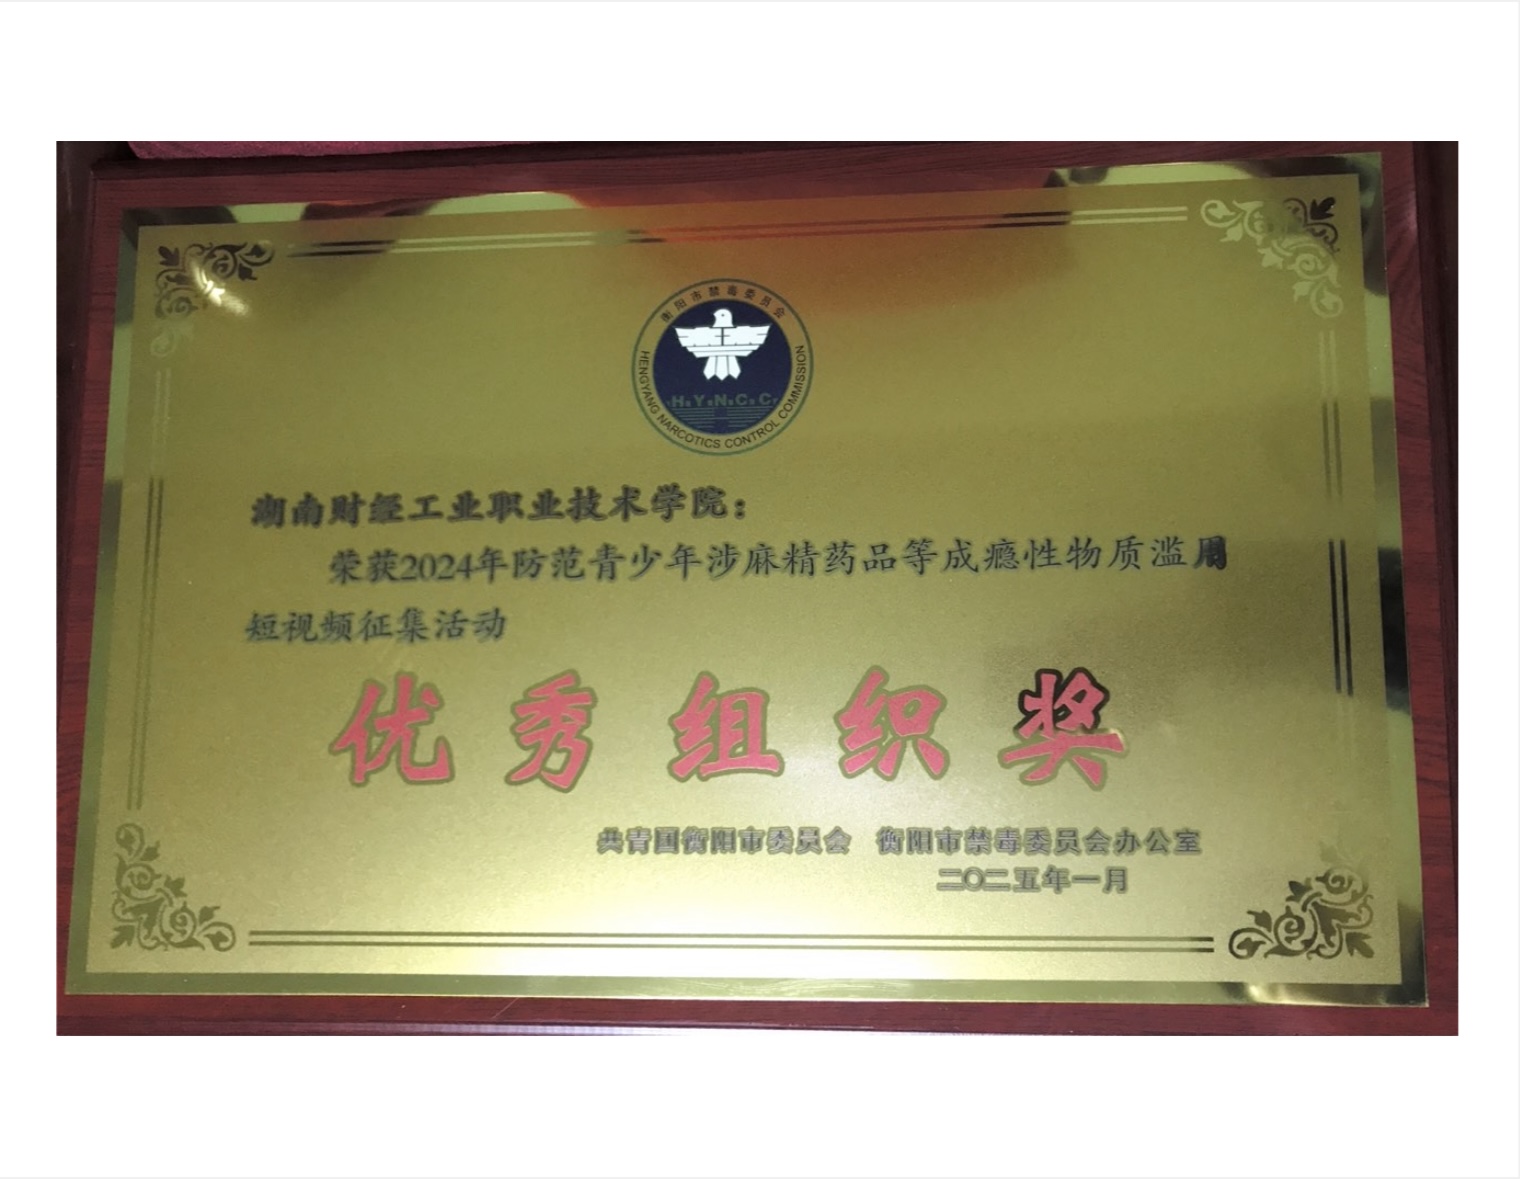 衡阳市禁毒委员会
H.Y.N.C.C.
HENGYANG NARCOTICS CONTROL COMMISSION
湖南财经工业职业技术学院：
荣获2024年防范青少年涉麻精药品等成瘾性物质滥用
短视频征集活动
优秀组织奖
共青国衡阳市委员会 衡阳市禁毒委员会办公室
二〇二五年一月